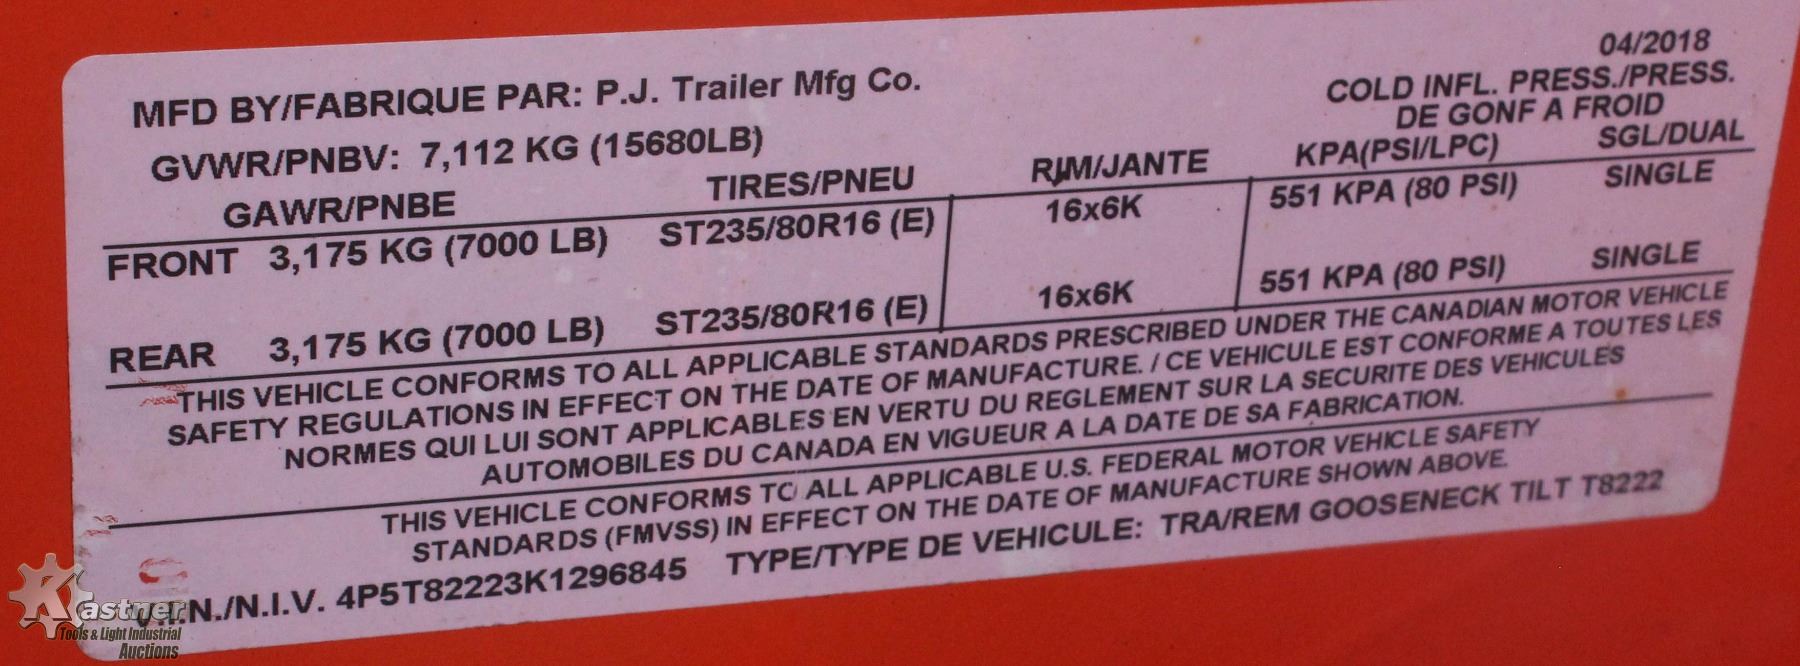 04/2018
MFD BY/FABRIQUE PAR: P.J. Trailer Mfg Co.
COLD INFL. PRESS./PRESS.
DE GONF A FROID
GVWR/PNBV: 7,112 KG (15680LB)
GAWR/PNBE TIRES/PNEU RIM/JANTE KPA(PSI/LPC) SGL/DUAL
FRONT 3,175 KG (7000 LB) ST235/80R16 (E) 16x6K 551 KPA (80 PSI) SINGLE
REAR 3,175 KG (7000 LB) ST235/80R16 (E) 16x6K 551 KPA (80 PSI) SINGLE
THIS VEHICLE CONFORMS TO ALL APPLICABLE STANDARDS PRESCRIBED UNDER THE CANADIAN MOTOR VEHICLE
SAFETY REGULATIONS IN EFFECT ON THE DATE OF MANUFACTURE. / CE VEHICULE EST CONFORME A TOUTES LES
NORMES QUI LUI SONT APPLICABLES EN VERTU DU REGLEMENT SUR LA SECURITE DES VEHICULES
AUTOMOBILES DU CANADA EN VIGUEUR A LA DATE DE SA FABRICATION.
THIS VEHICLE CONFORMS TO ALL APPLICABLE U.S. FEDERAL MOTOR VEHICLE SAFETY
STANDARDS (FMVSS) IN EFFECT ON THE DATE OF MANUFACTURE SHOWN ABOVE.
V.I.N./N.I.V. 4P5T82223K1296845 TYPE/TYPE DE VEHICULE: TRA/REM GOOSENECK TILT T8222
Kastner
Tools & Light Industrial
Auctions